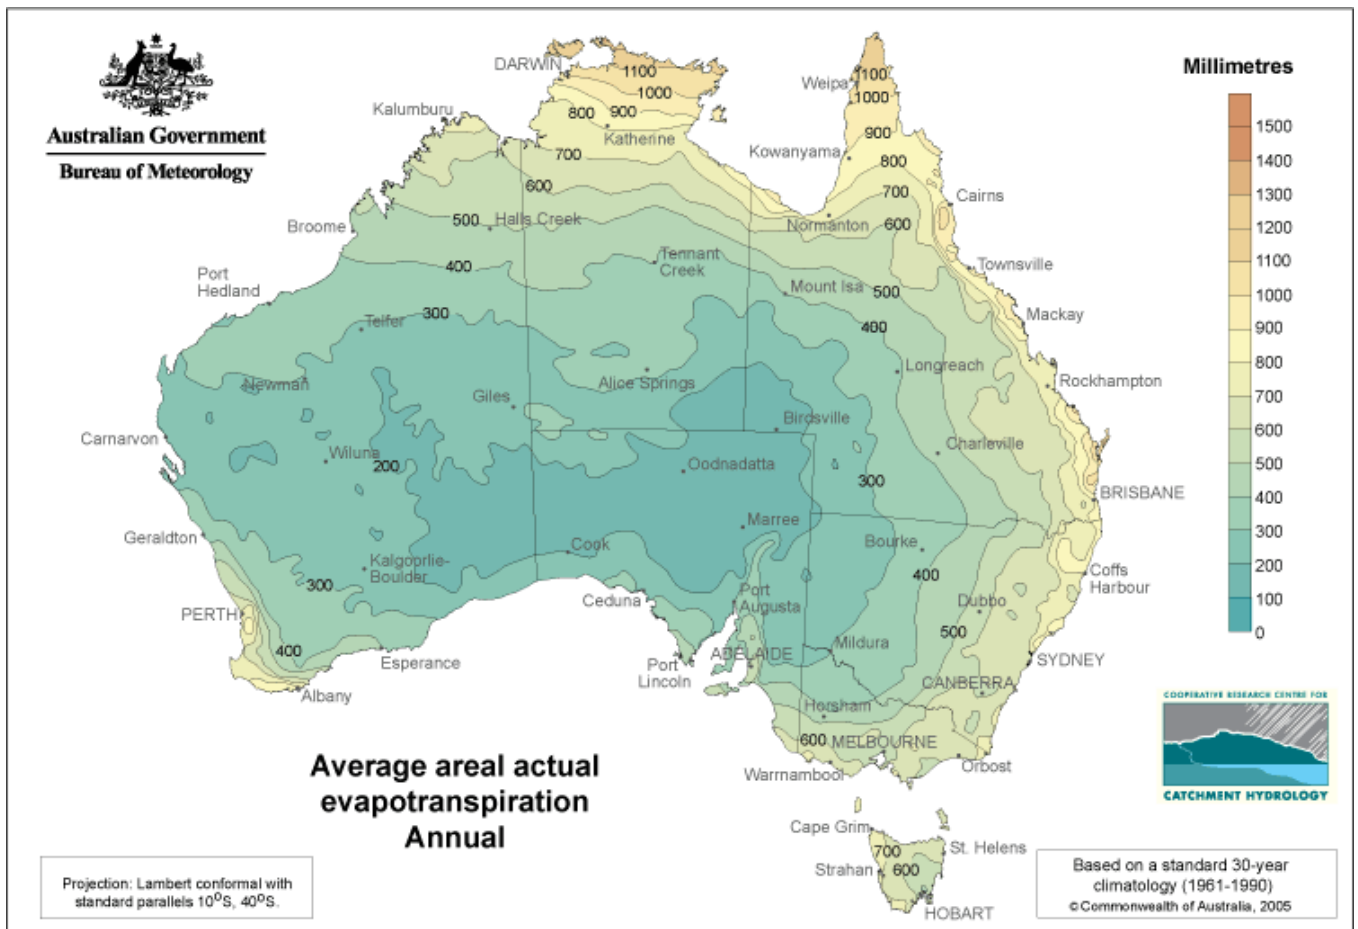 Australian Government
Bureau of Meteorology
Millimetres
1500
1400
1300
1200
1100
1000
900
800
700
600
500
400
300
200
100
0
DARWIN
1100
1000
900
800
Katherine
700
600
Kalumburu
Weipa
1100
1000
900
Kowanyama
800
700
600
Cairns
Normanton
Broome
500
Halls Creek
400
Tennant
Creek
Townsville
Mount Isa
500
Port
Hedland
300
Telfer
400
Mackay
Longreach
Newman
Alice Springs
Rockhampton
Giles
Birdsville
Carnarvon
Wiluna
200
Oodnadatta
Charleville
300
BRISBANE
Marree
Geraldton
Cook
Bourke
Kalgoorlie-
Boulder
300
400
Coffs
Harbour
Ceduna
Port
Augusta
Dubbo
PERTH
500
400
Esperance
ADELAIDE
Mildura
SYDNEY
Port
Lincoln
Albany
CANBERRA
Horsham
600
MELBOURNE
Warrnambool
Orbost
Cape Grim
700
St. Helens
Strahan
600
HOBART
COOPERATIVE RESEARCH CENTRE FOR
CATCHMENT HYDROLOGY
Average areal actual
evapotranspiration
Annual
Projection: Lambert conformal with
standard parallels 10°S, 40°S.
Based on a standard 30-year
climatology (1961-1990)
© Commonwealth of Australia, 2005